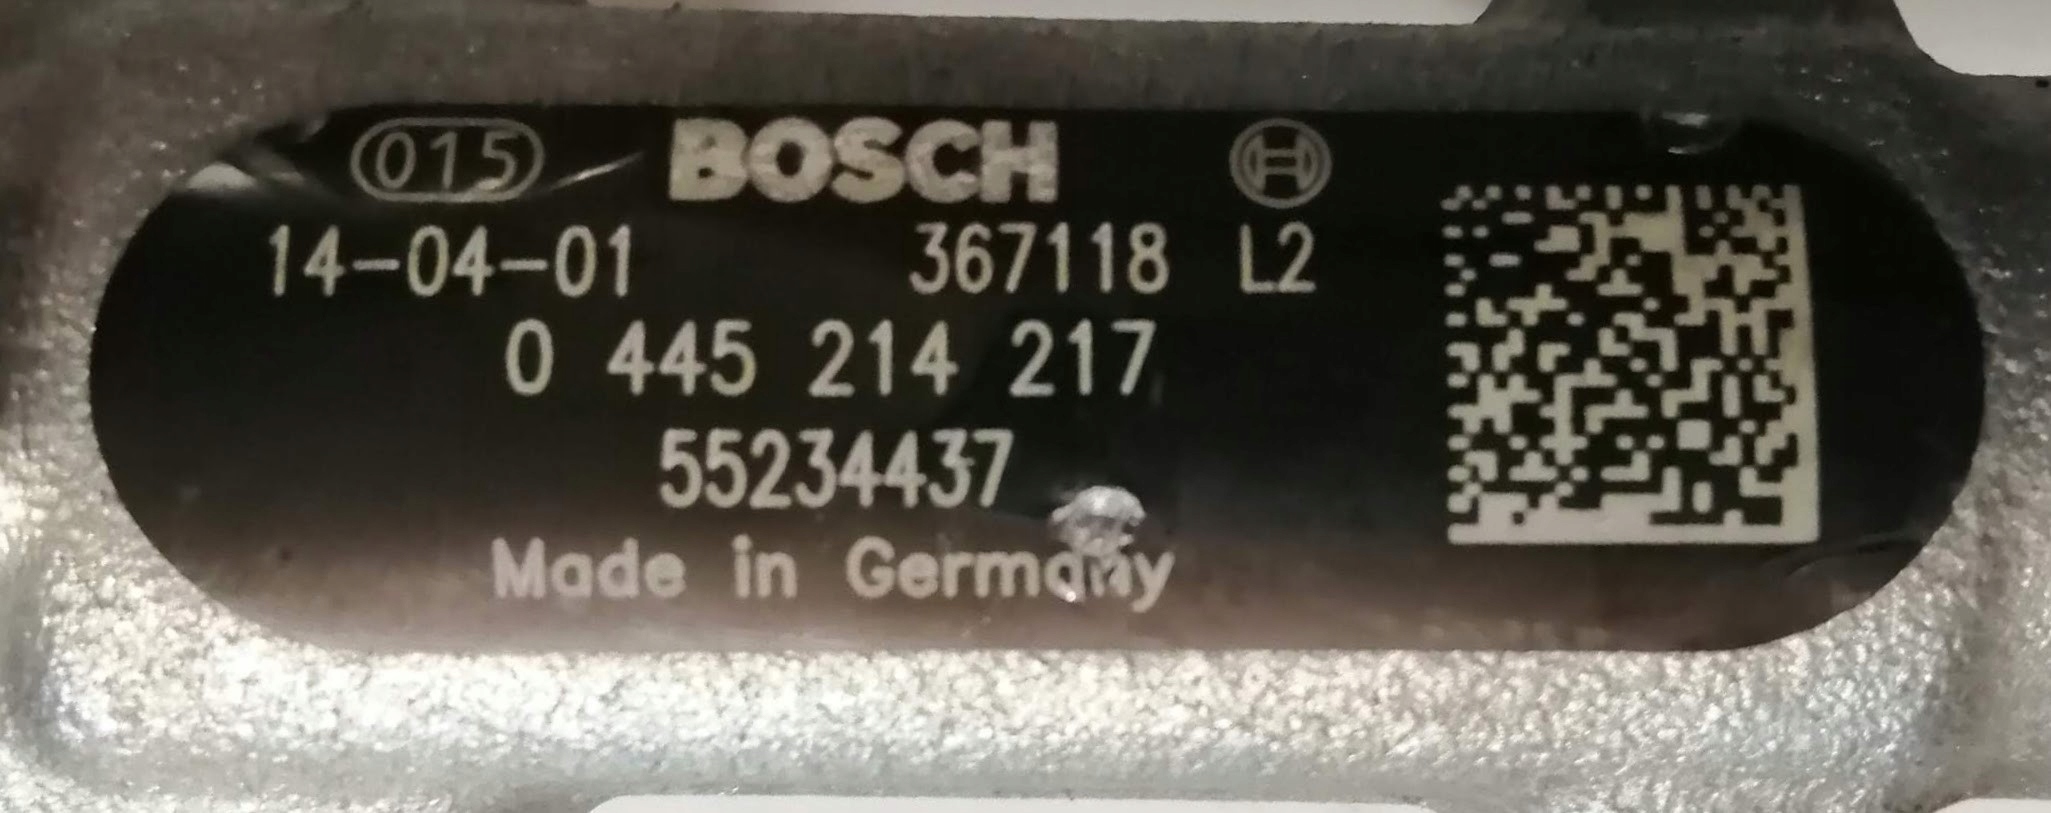 015 BOSCH
14-04-01 367118 L2
0 445 214 217
55234437
Made in Germany